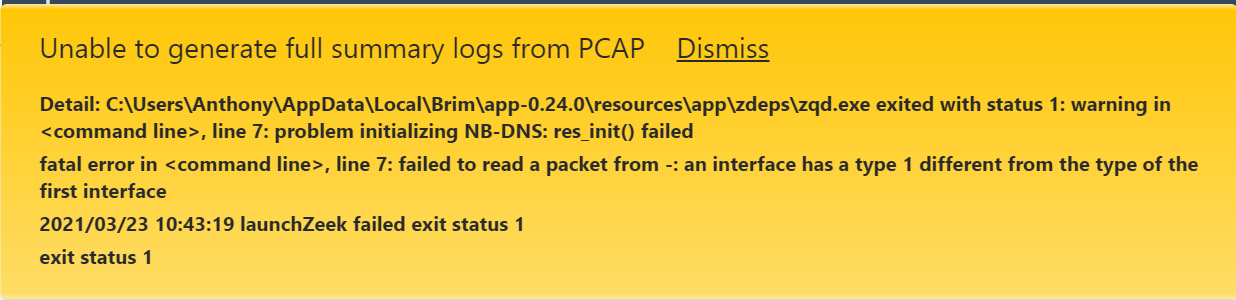 Unable to generate full summary logs from PCAP Dismiss
Detail: C:\Users\Anthony\AppData\Local\Brim\app-0.24.0\resources\app\zdeps\zqd.exe exited with status 1: warning in
<command line>, line 7: problem initializing NB-DNS: res_init() failed
fatal error in <command line>, line 7: failed to read a packet from -: an interface has a type 1 different from the type of the
first interface
2021/03/23 10:43:19 launchZeek failed exit status 1
exit status 1